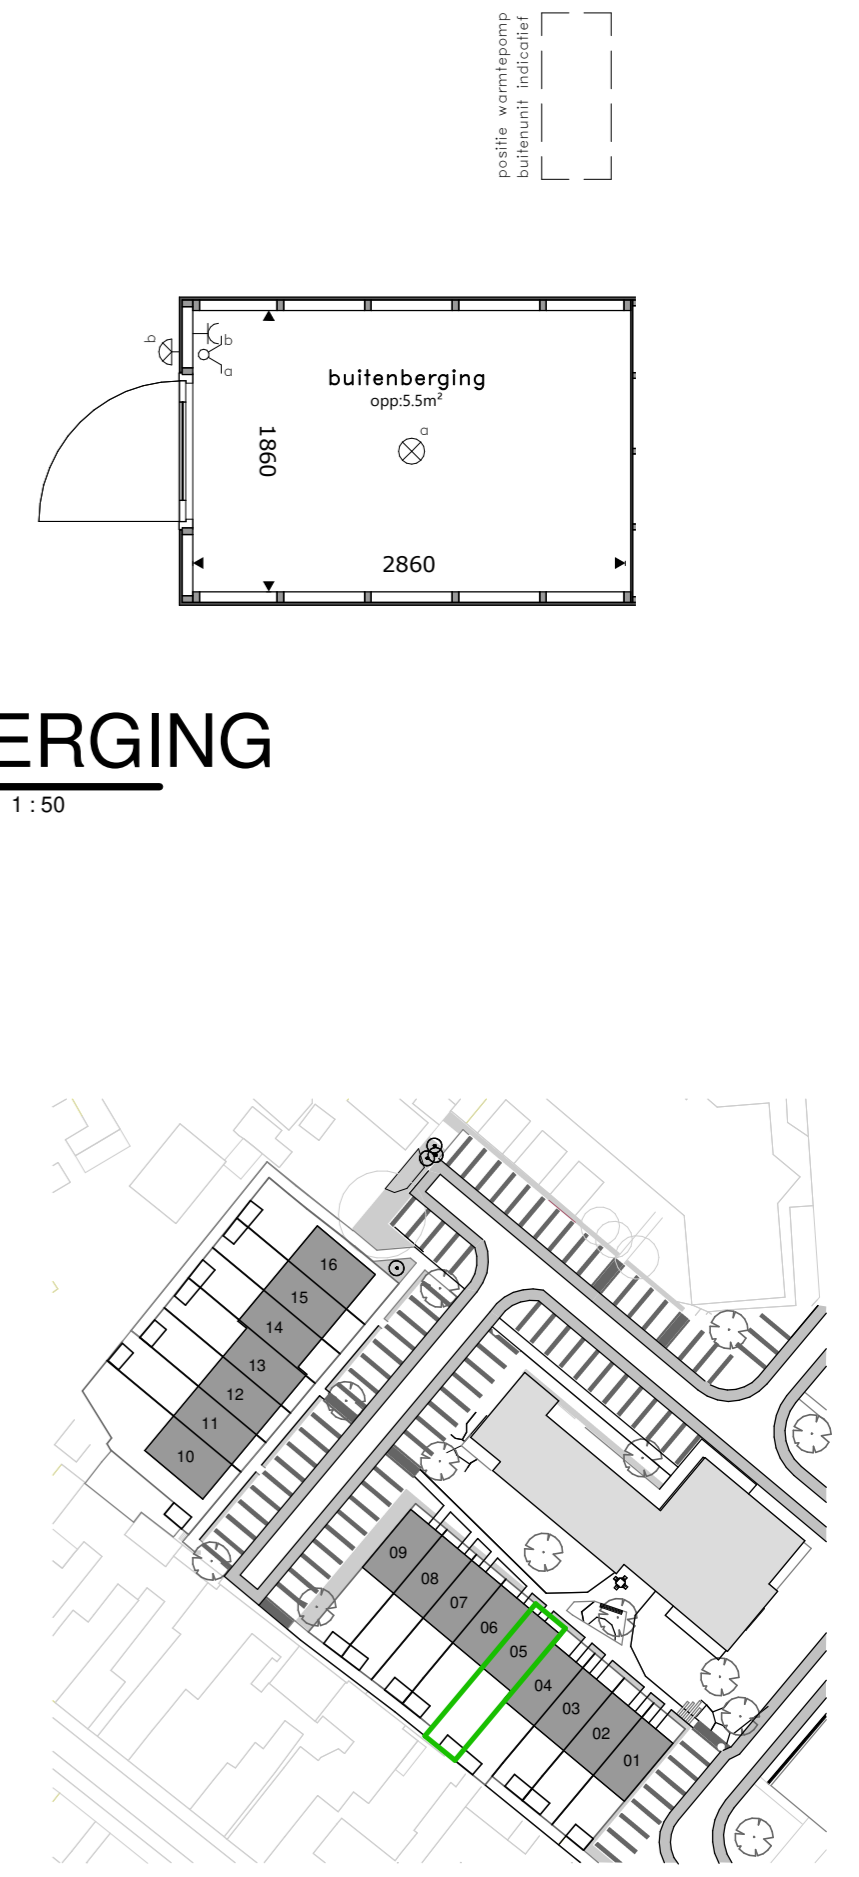 positie warmtepomp
buitenunit indicatief
b
b
a
buitenberging
opp:5.5m²
a
1860
2860
ERGING
1 : 50
16
15
14
13
12
11
10
09
08
07
06
05
04
03
02
01